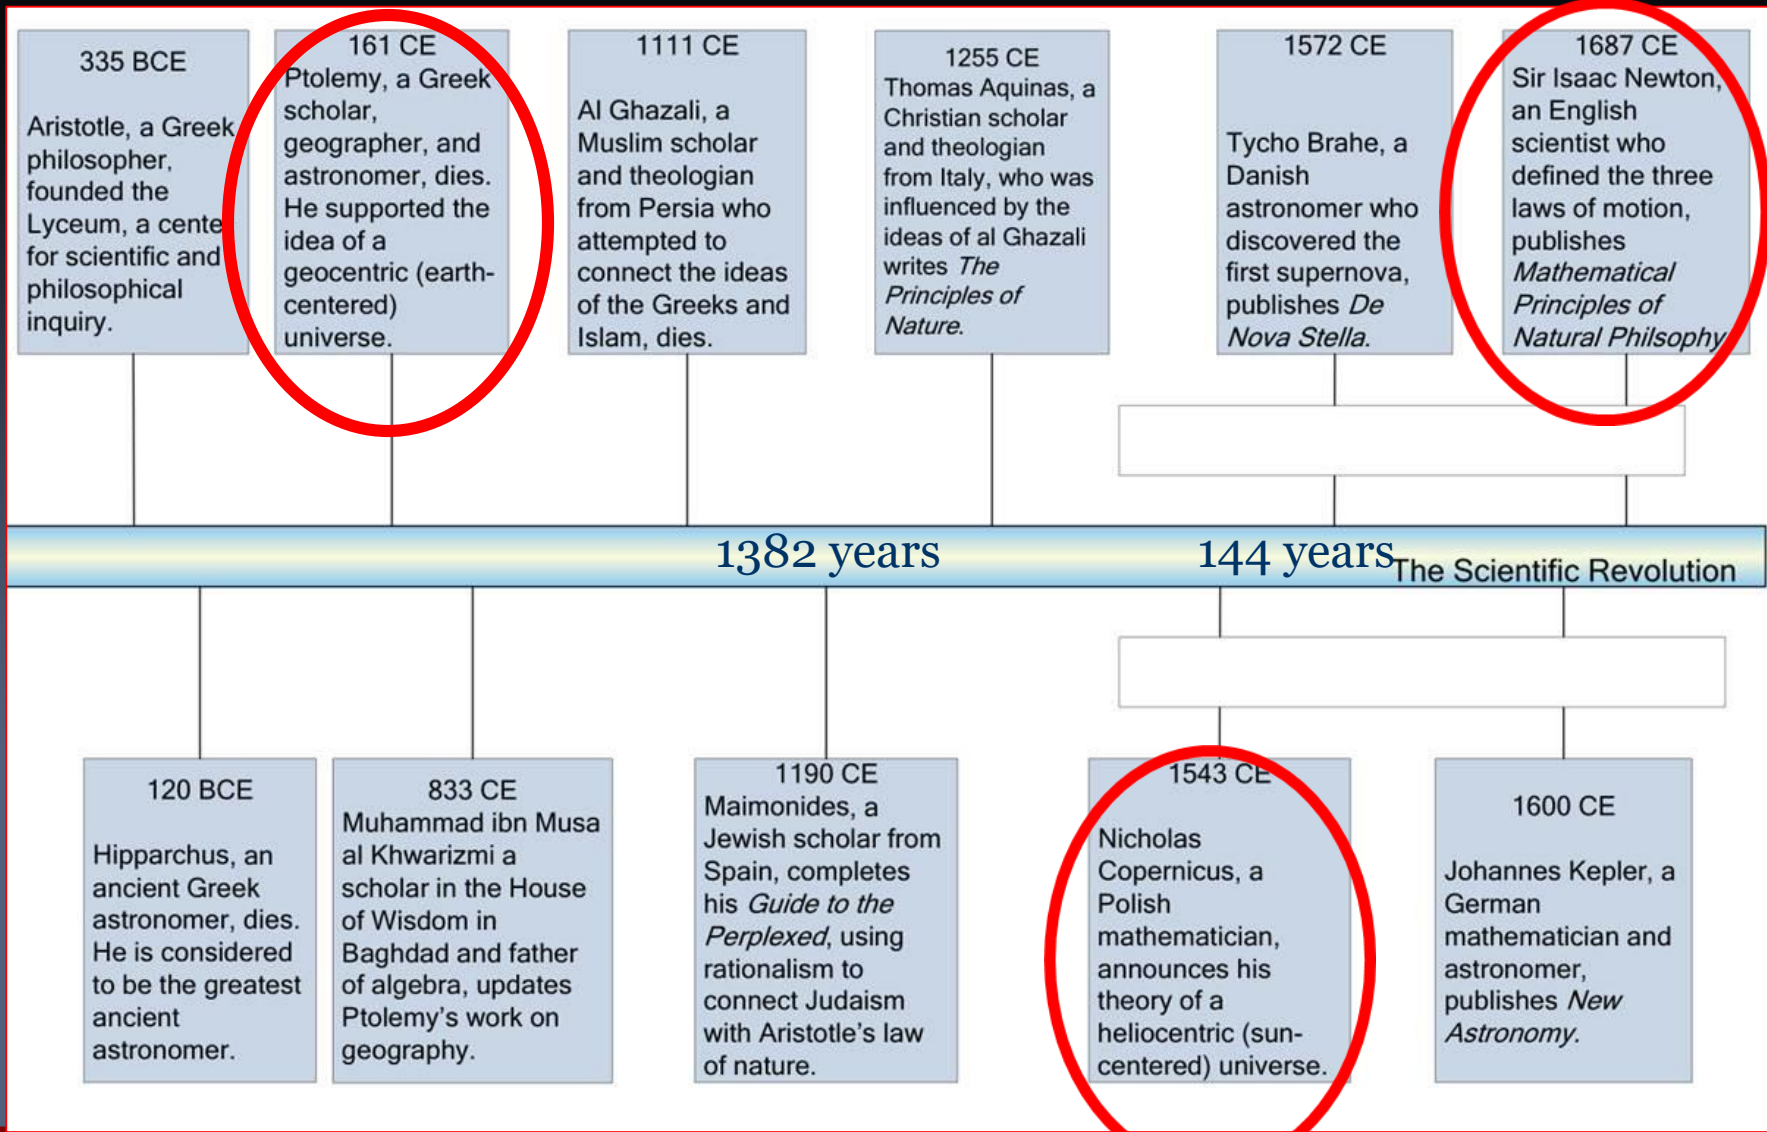 335 BCE
Aristotle, a Greek
philosopher,
founded the
Lyceum, a cente
for scientific and
philosophical
inquiry.
161 CE
Ptolemy, a Greek
scholar,
geographer, and
astronomer, dies.
He supported the
idea of a
geocentric (earth-
centered)
universe.
1111 CE
Al Ghazali, a
Muslim scholar
and theologian
from Persia who
attempted to
connect the ideas
of the Greeks and
Islam, dies.
1255 CE
Thomas Aquinas, a
Christian scholar
and theologian
from Italy, who was
influenced by the
ideas of al Ghazali
writes The
Principles of
Nature.
1572 CE
Tycho Brahe, a
Danish
astronomer who
discovered the
first supernova,
publishes De
Nova Stella.
1687 CE
Sir Isaac Newton,
an English
scientist who
defined the three
laws of motion,
publishes
Mathematical
Principles of
Natural Philsophy
1382 years
144 years
The Scientific Revolution
120 BCE
Hipparchus, an
ancient Greek
astronomer, dies.
He is considered
to be the greatest
ancient
astronomer.
833 CE
Muhammad ibn Musa
al Khwarizmi a
scholar in the House
of Wisdom in
Baghdad and father
of algebra, updates
Ptolemy's work on
geography.
1190 CE
Maimonides, a
Jewish scholar from
Spain, completes
his Guide to the
Perplexed, using
rationalism to
connect Judaism
with Aristotle's law
of nature.
1543 CE
Nicholas
Copernicus, a
Polish
mathematician,
announces his
theory of a
heliocentric (sun-
centered) universe.
1600 CE
Johannes Kepler, a
German
mathematician and
astronomer,
publishes New
Astronomy.